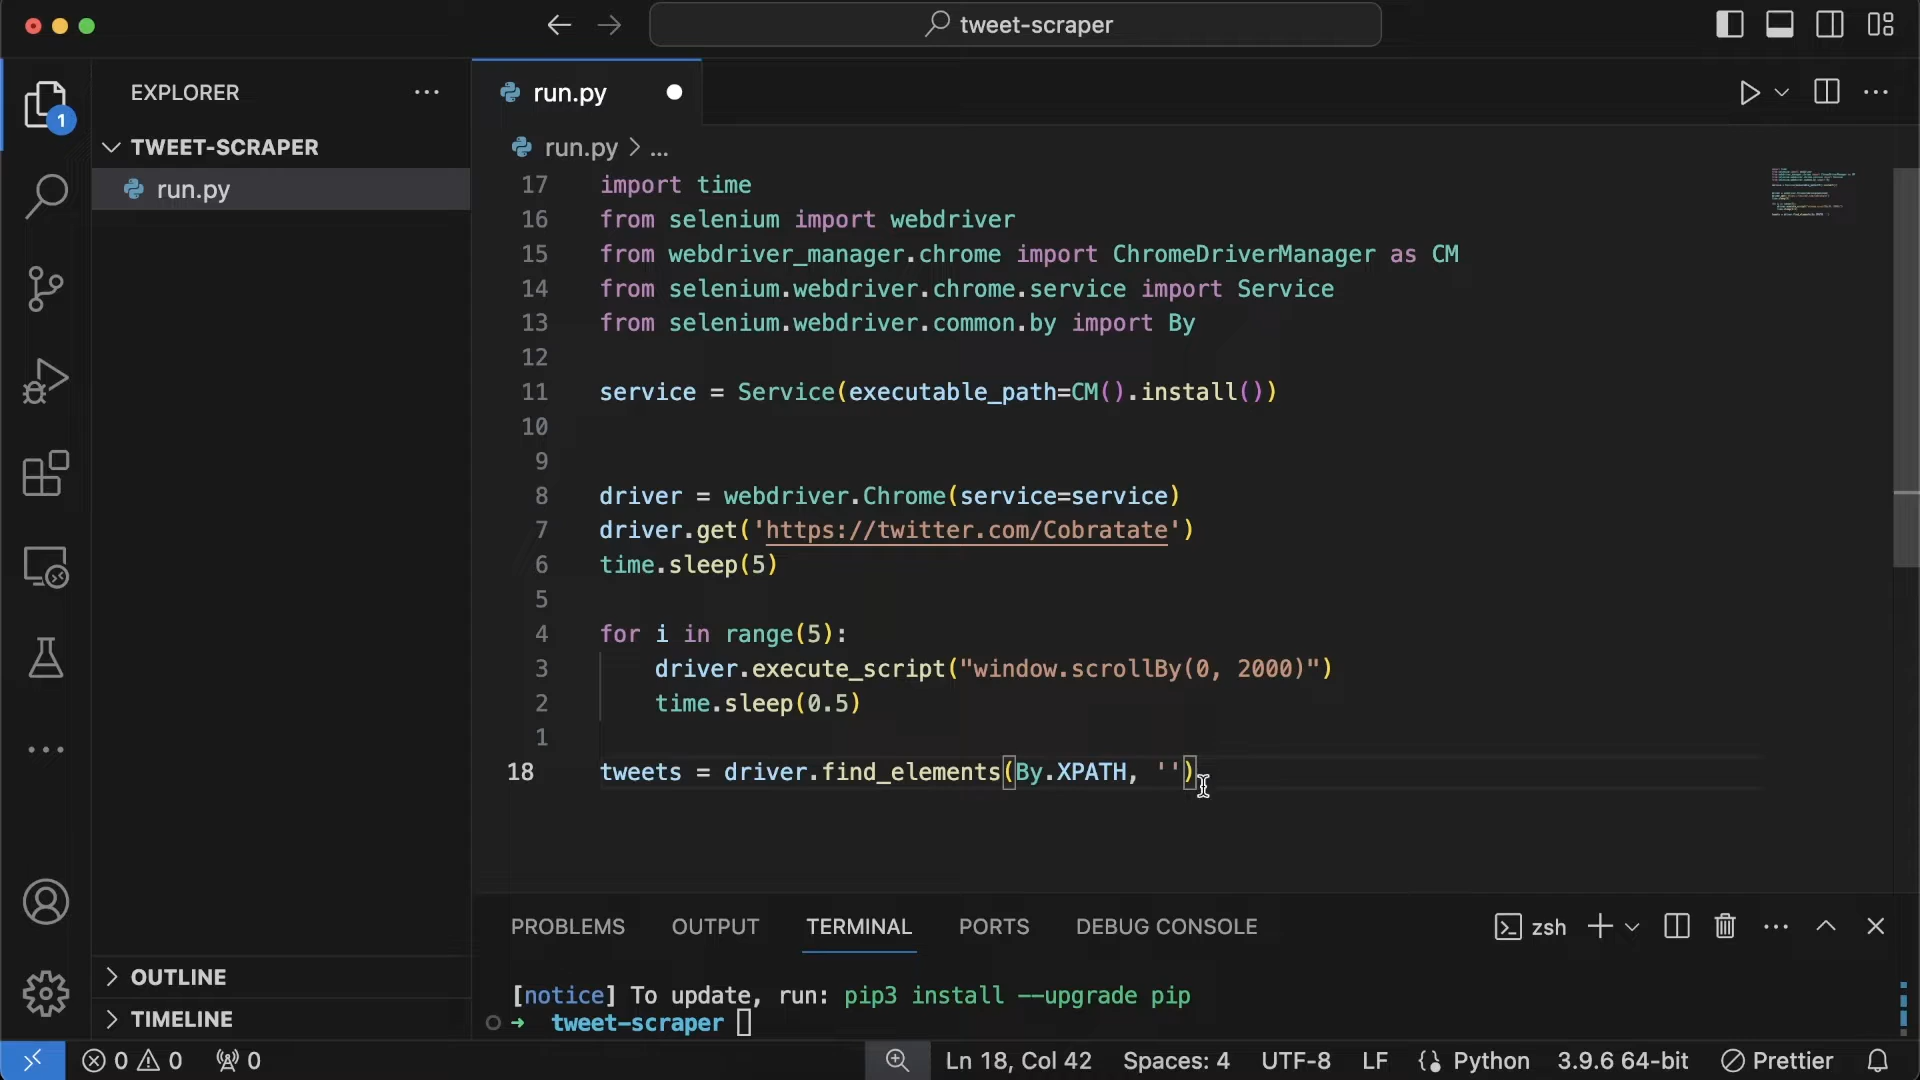 tweet-scraper
EXPLORER
TWEET-SCRAPER
run.py
OUTLINE
TIMELINE
1
run.py
run.py > ...
17 import time
16 from selenium import webdriver
15 from webdriver_manager.chrome import ChromeDriverManager as CM
14 from selenium.webdriver.chrome.service import Service
13 from selenium.webdriver.common.by import By
12
11 service = Service(executable_path=CM().install())
10
9
8 driver = webdriver.Chrome(service=service)
7 driver.get('https://twitter.com/Cobratate')
6 time.sleep(5)
5
4 for i in range(5):
3 driver.execute_script("window.scrollBy(0, 2000)")
2 time.sleep(0.5)
1
18 tweets = driver.find_elements(By.XPATH, '')
PROBLEMS OUTPUT TERMINAL PORTS DEBUG CONSOLE zsh
[notice] To update, run: pip3 install --upgrade pip
→ tweet-scraper
0 0 0 Ln 18, Col 42 Spaces: 4 UTF-8 LF Python 3.9.6 64-bit Prettier